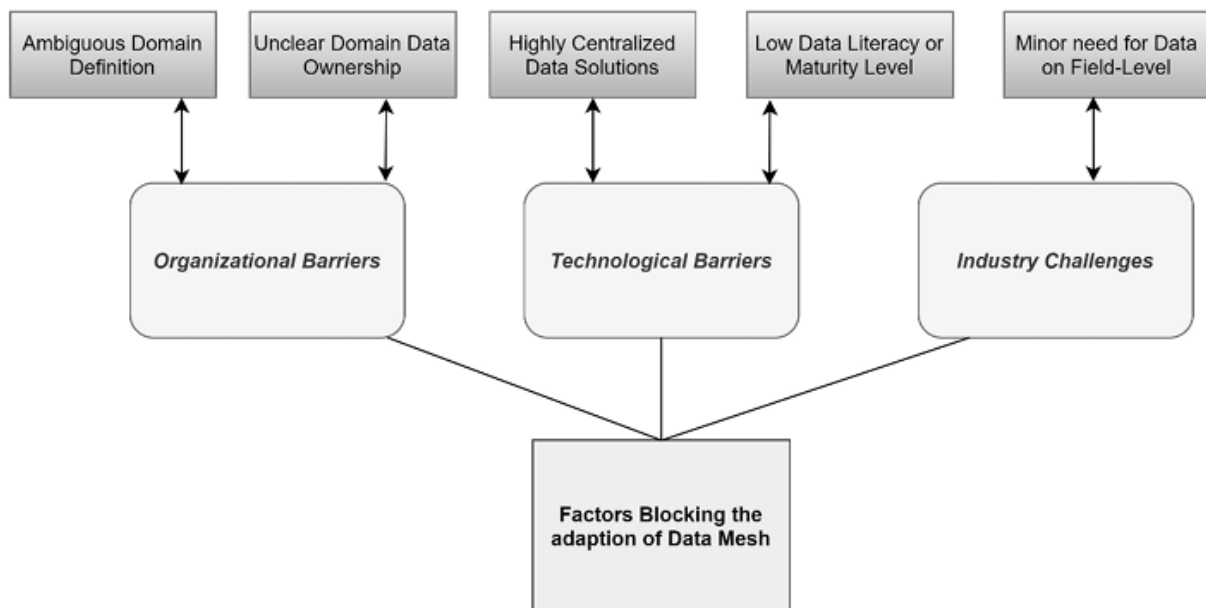 Ambiguous Domain
Definition
Unclear Domain Data
Ownership
Highly Centralized
Data Solutions
Low Data Literacy or
Maturity Level
Minor need for Data
on Field-Level
Organizational Barriers
Technological Barriers
Industry Challenges
Factors Blocking the
adaption of Data Mesh